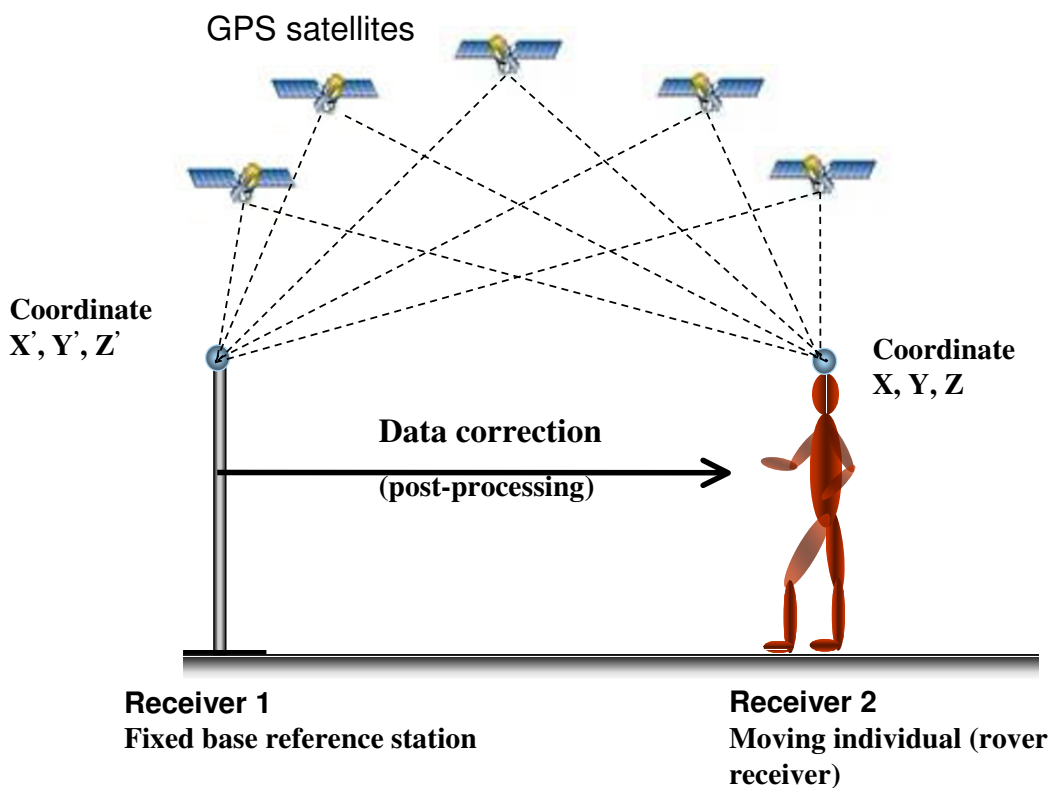 GPS satellites
Coordinate
X’, Y’, Z’
Coordinate
X, Y, Z
Data correction
(post-processing)
Receiver 1
Fixed base reference station
Receiver 2
Moving individual (rover
receiver)